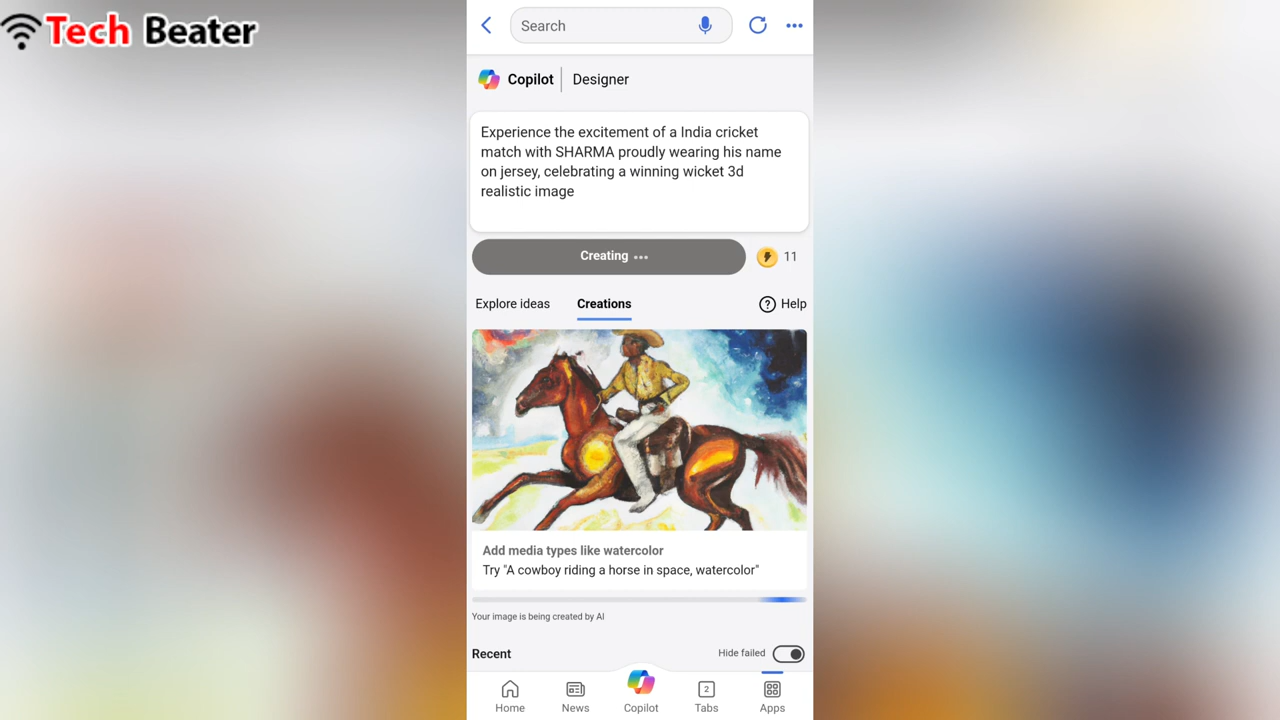 Tech Beater
Search
Copilot | Designer
Experience the excitement of a India cricket
match with SHARMA proudly wearing his name
on jersey, celebrating a winning wicket 3d
realistic image
Creating
11
Explore ideas
Creations
Help
Add media types like watercolor
Try "A cowboy riding a horse in space, watercolor"
Your image is being created by AI
Recent
Hide failed
Home
News
Copilot
2
Tabs
Apps